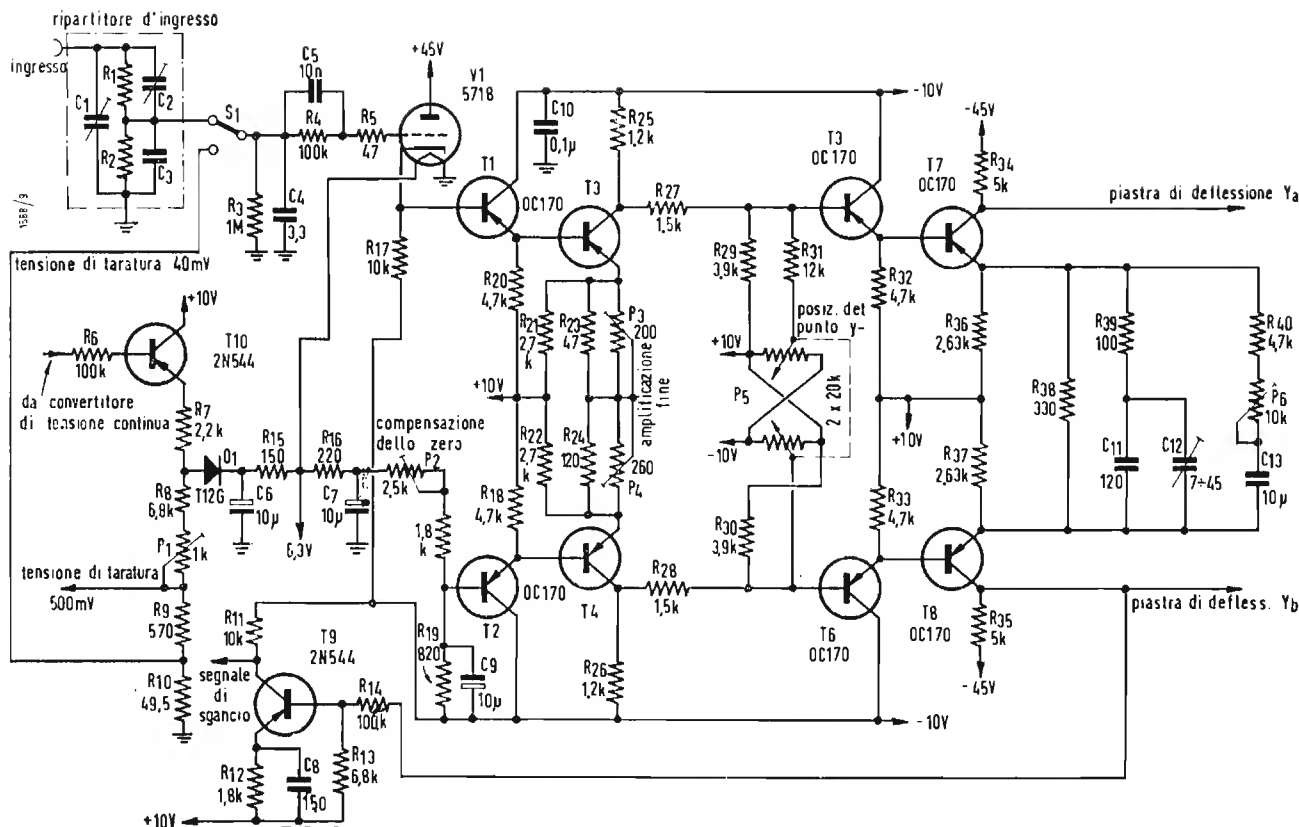 ripartitore d'ingresso
ingresso
R1
C2
C1
R2
C3
S1
1568/9
C5
10n
R4
100k
R5
47
R3
1M
C4
3,3
+45V
V1
5718
tensione di taratura 40mV
R17
10k
T1
OC170
C10
0,1µ
R25
1,2k
T3
R27
1,5k
-10V
T3
OC170
T7
OC170
-45V
R34
5k
piastra di deflessione Ya
R29
3,9k
R31
12k
R32
4,7k
R20
4,7k
R21
2,7
k
R23
47
P3
200
amplificazione
fine
+10V
R22
2,7
k
R24
120
260
P4
R18
4,7k
posiz. del
punto y-
+10V
P5
-10V
2 x 20k
+10V
R36
2,63k
R37
2,63k
R33
4,7k
R38
330
R39
100
C11
120
C12
7÷45
R40
4,7k
P6
10k
C13
10µ
+10V
R6
100k
T10
2N544
da convertitore
di tensione continua
R7
2,2k
D1
T12G
R15
150
R16
220
compensazione
dello zero
P2
2,5k
C6
10µ
C7
10µ
6,3V
R8
6,8k
P1
1k
tensione di taratura
500mV
R9
570
R10
49,5
1,8
k
OC170
T2
T4
R30
3,9k
R28
1,5k
T6
OC170
T8
OC170
piastra di defless. Yb
R35
5k
-45V
R11
10k
T9
2N544
segnale
di
sgancio
R14
100k
R19
820
C9
10µ
R26
1,2k
-10V
R12
1,8k
C8
150
R13
6,8k
+10V